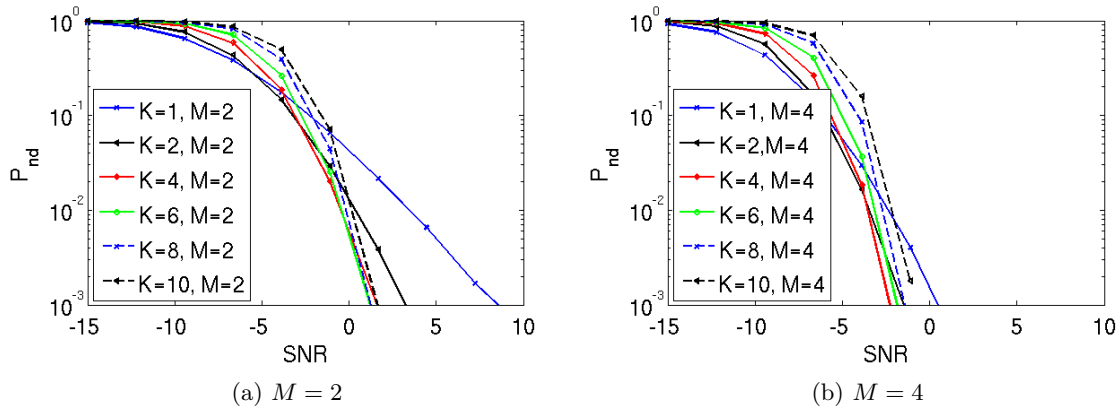 10^0
10^-1
10^-2
10^-3
P_nd
K=1, M=2
K=2, M=2
K=4, M=2
K=6, M=2
K=8, M=2
K=10, M=2
-15 -10 -5 0 5 10
SNR
(a) M = 2
10^0
10^-1
10^-2
10^-3
P_nd
K=1, M=4
K=2,M=4
K=4, M=4
K=6, M=4
K=8, M=4
K=10, M=4
-15 -10 -5 0 5 10
SNR
(b) M = 4